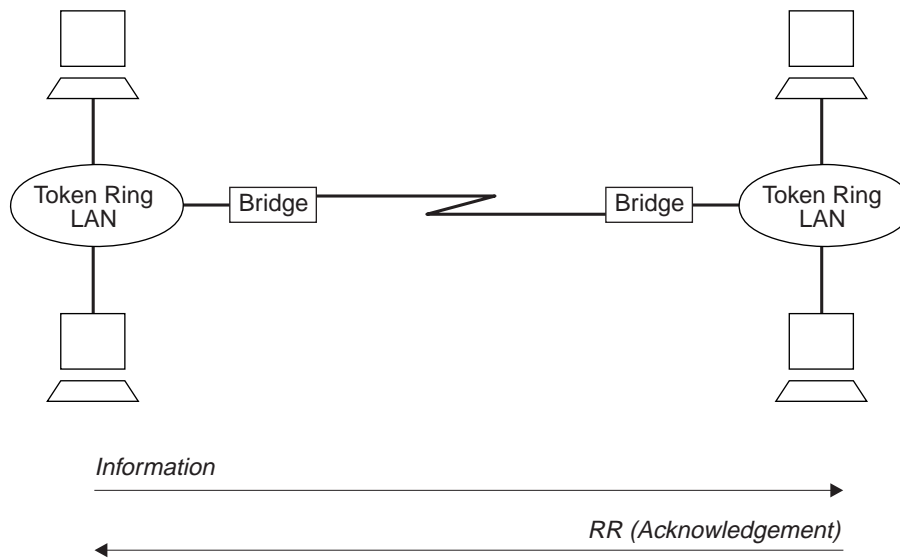 Token Ring
LAN
Bridge
Bridge
Token Ring
LAN
Information
RR (Acknowledgement)